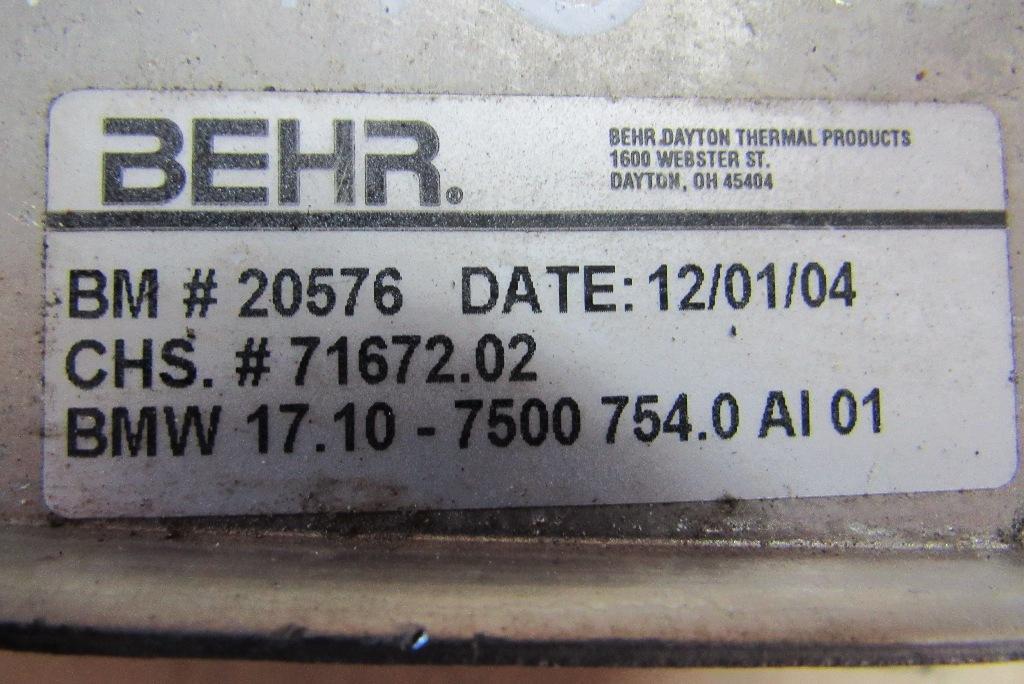 BEHR®
BEHR DAYTON THERMAL PRODUCTS
1600 WEBSTER ST.
DAYTON, OH 45404
BM # 20576 DATE: 12/01/04
CHS. # 71672.02
BMW 17.10 - 7500 754.0 AI 01